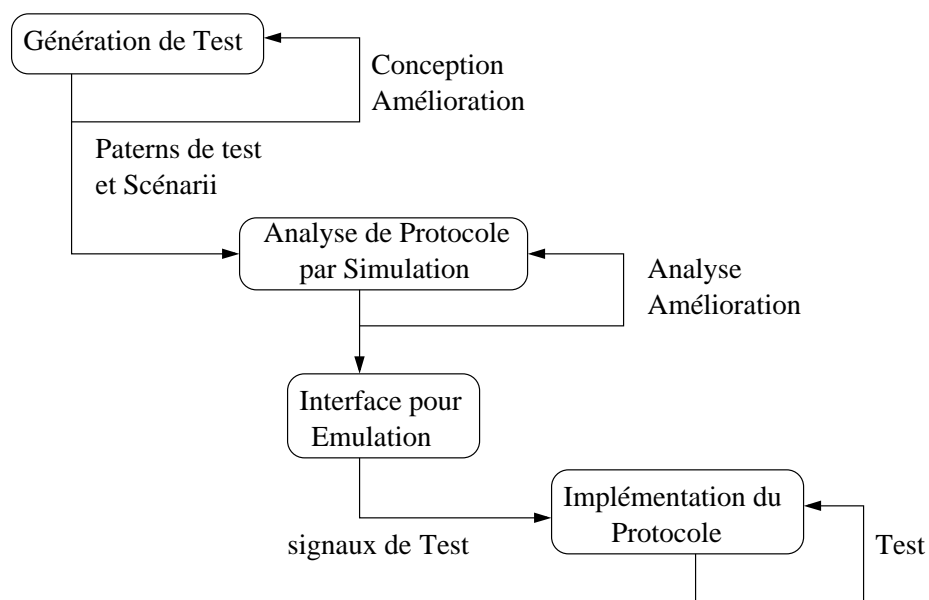 Génération de Test
Conception
Amélioration
Paterns de test
et Scénarii
Analyse de Protocole
par Simulation
Analyse
Amélioration
Interface pour
Emulation
signaux de Test
Implémentation du
Protocole
Test